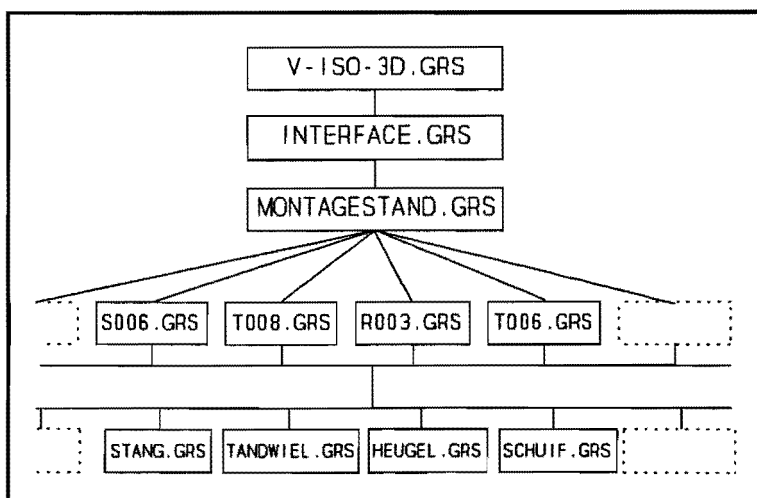 V-ISO-3D.GRS
INTERFACE.GRS
MONTAGESTAND.GRS
S006.GRS T008.GRS R003.GRS T006.GRS
STANG.GRS TANDWIEL.GRS HEUGEL.GRS SCHUIF.GRS